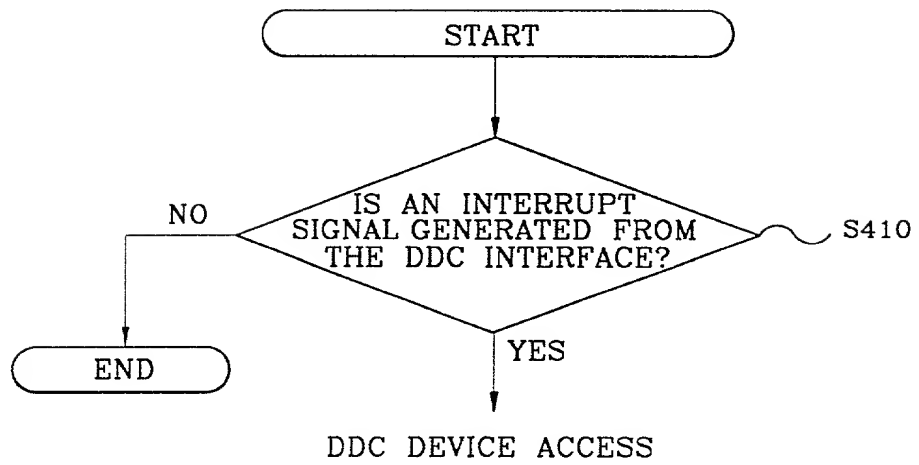 START
IS AN INTERRUPT
SIGNAL GENERATED FROM
THE DDC INTERFACE?
NO
S410
YES
END
DDC DEVICE ACCESS